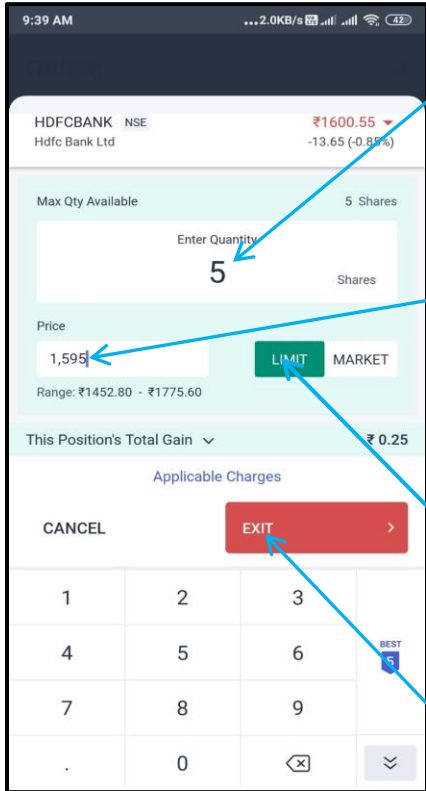 9:39 AM ...2.0KB/s 42
HDFCBANK NSE ₹1600.55
Hdfc Bank Ltd -13.65 (-0.85%)
Max Qty Available 5 Shares
Enter Quantity
5 Shares
Price
1,595 LIMIT MARKET
Range: ₹1452.80 - ₹1775.60
This Position's Total Gain ₹ 0.25
Applicable Charges
CANCEL EXIT
1 2 3
4 5 6 BEST 5
7 8 9
. 0